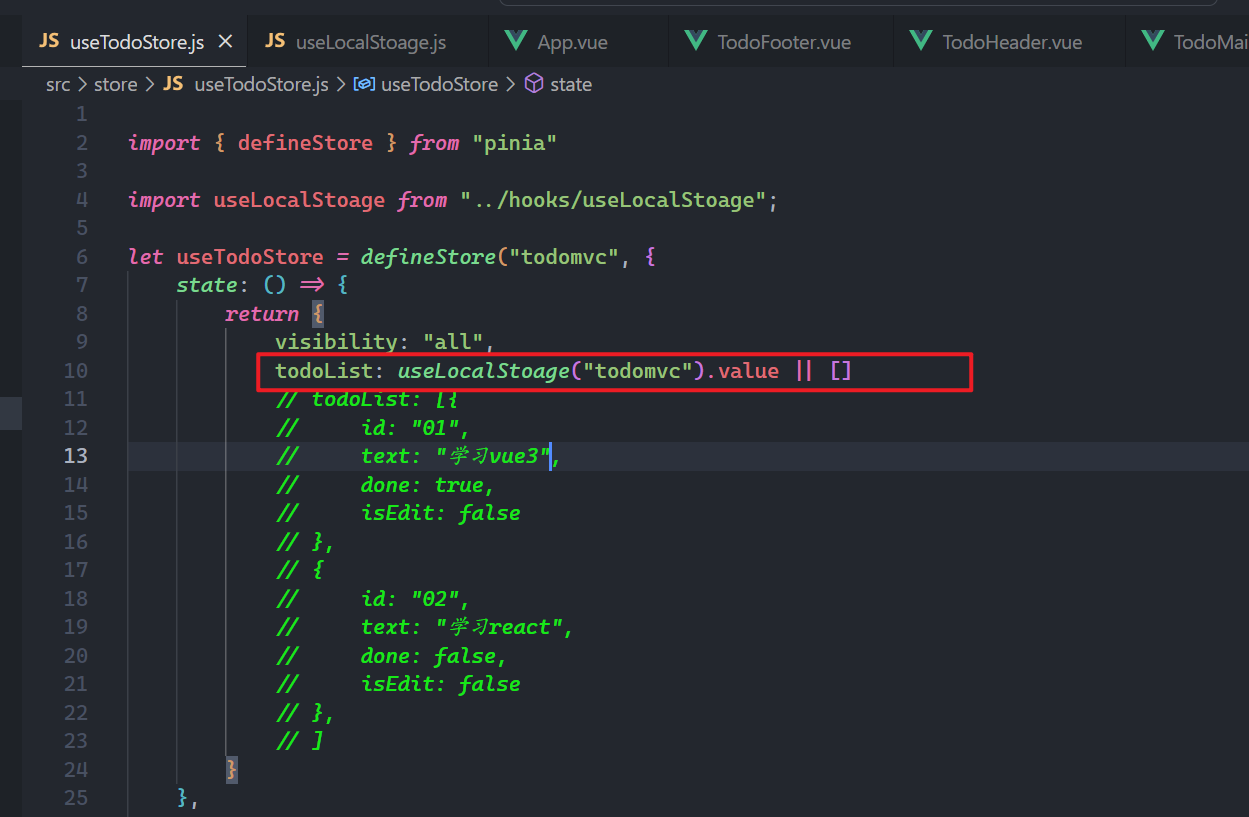 JS useTodoStore.js × JS useLocalStoage.js App.vue TodoFooter.vue TodoHeader.vue TodoMai
src > store > JS useTodoStore.js > useTodoStore > state
1
2 import { defineStore } from "pinia"
3
4 import useLocalStoage from "../hooks/useLocalStoage";
5
6 let useTodoStore = defineStore("todomvc", {
7 state: () => {
8 return {
9 visibility: "all",
10 todoList: useLocalStoage("todomvc").value || []
11 // todoList: [{
12 // id: "01",
13 // text: "学习vue3",
14 // done: true,
15 // isEdit: false
16 // },
17 // {
18 // id: "02",
19 // text: "学习react",
20 // done: false,
21 // isEdit: false
22 // },
23 // ]
24 }
25 },